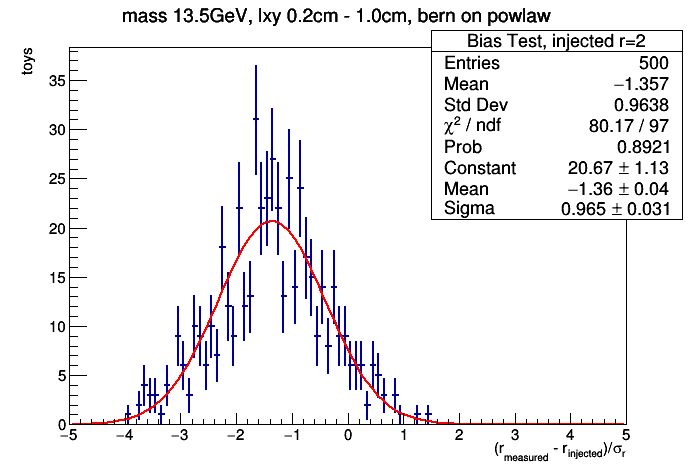 mass 13.5GeV, lxy 0.2cm - 1.0cm, bern on powlaw
toys
Bias Test, injected r=2
Entries 500
Mean −1.357
Std Dev 0.9638
χ² / ndf 80.17 / 97
Prob 0.8921
Constant 20.67 ± 1.13
Mean −1.36 ± 0.04
Sigma 0.965 ± 0.031
35
30
25
20
15
10
5
0
−5 −4 −3 −2 −1 0 1 2 3 4 5
(r_measured - r_injected)/σ_r